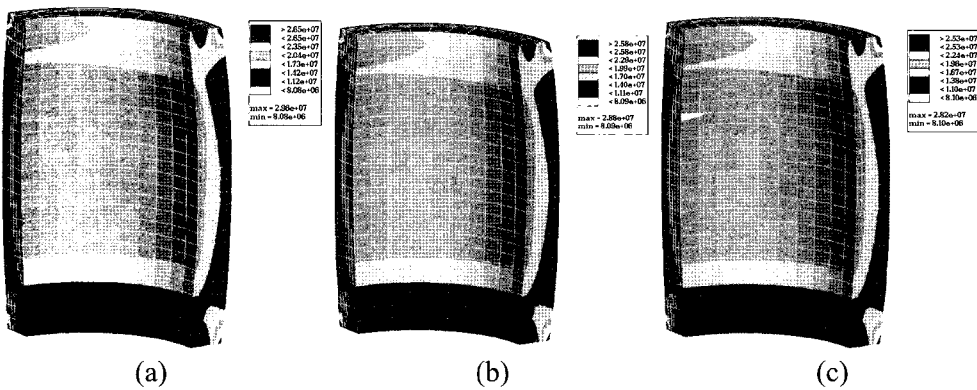 > 2.65e+07
< 2.65e+07
< 2.35e+07
< 2.04e+07
< 1.73e+07
< 1.42e+07
< 1.12e+07
< 8.08e+06
max = 2.96e+07
min = 8.08e+06
> 2.58e+07
< 2.58e+07
< 2.28e+07
< 1.99e+07
< 1.70e+07
< 1.40e+07
< 1.11e+07
< 8.09e+06
max = 2.88e+07
min = 8.09e+06
> 2.53e+07
< 2.53e+07
< 2.24e+07
< 1.96e+07
< 1.67e+07
< 1.38e+07
< 1.10e+07
< 8.10e+06
max = 2.82e+07
min = 8.10e+06
(a)
(b)
(c)